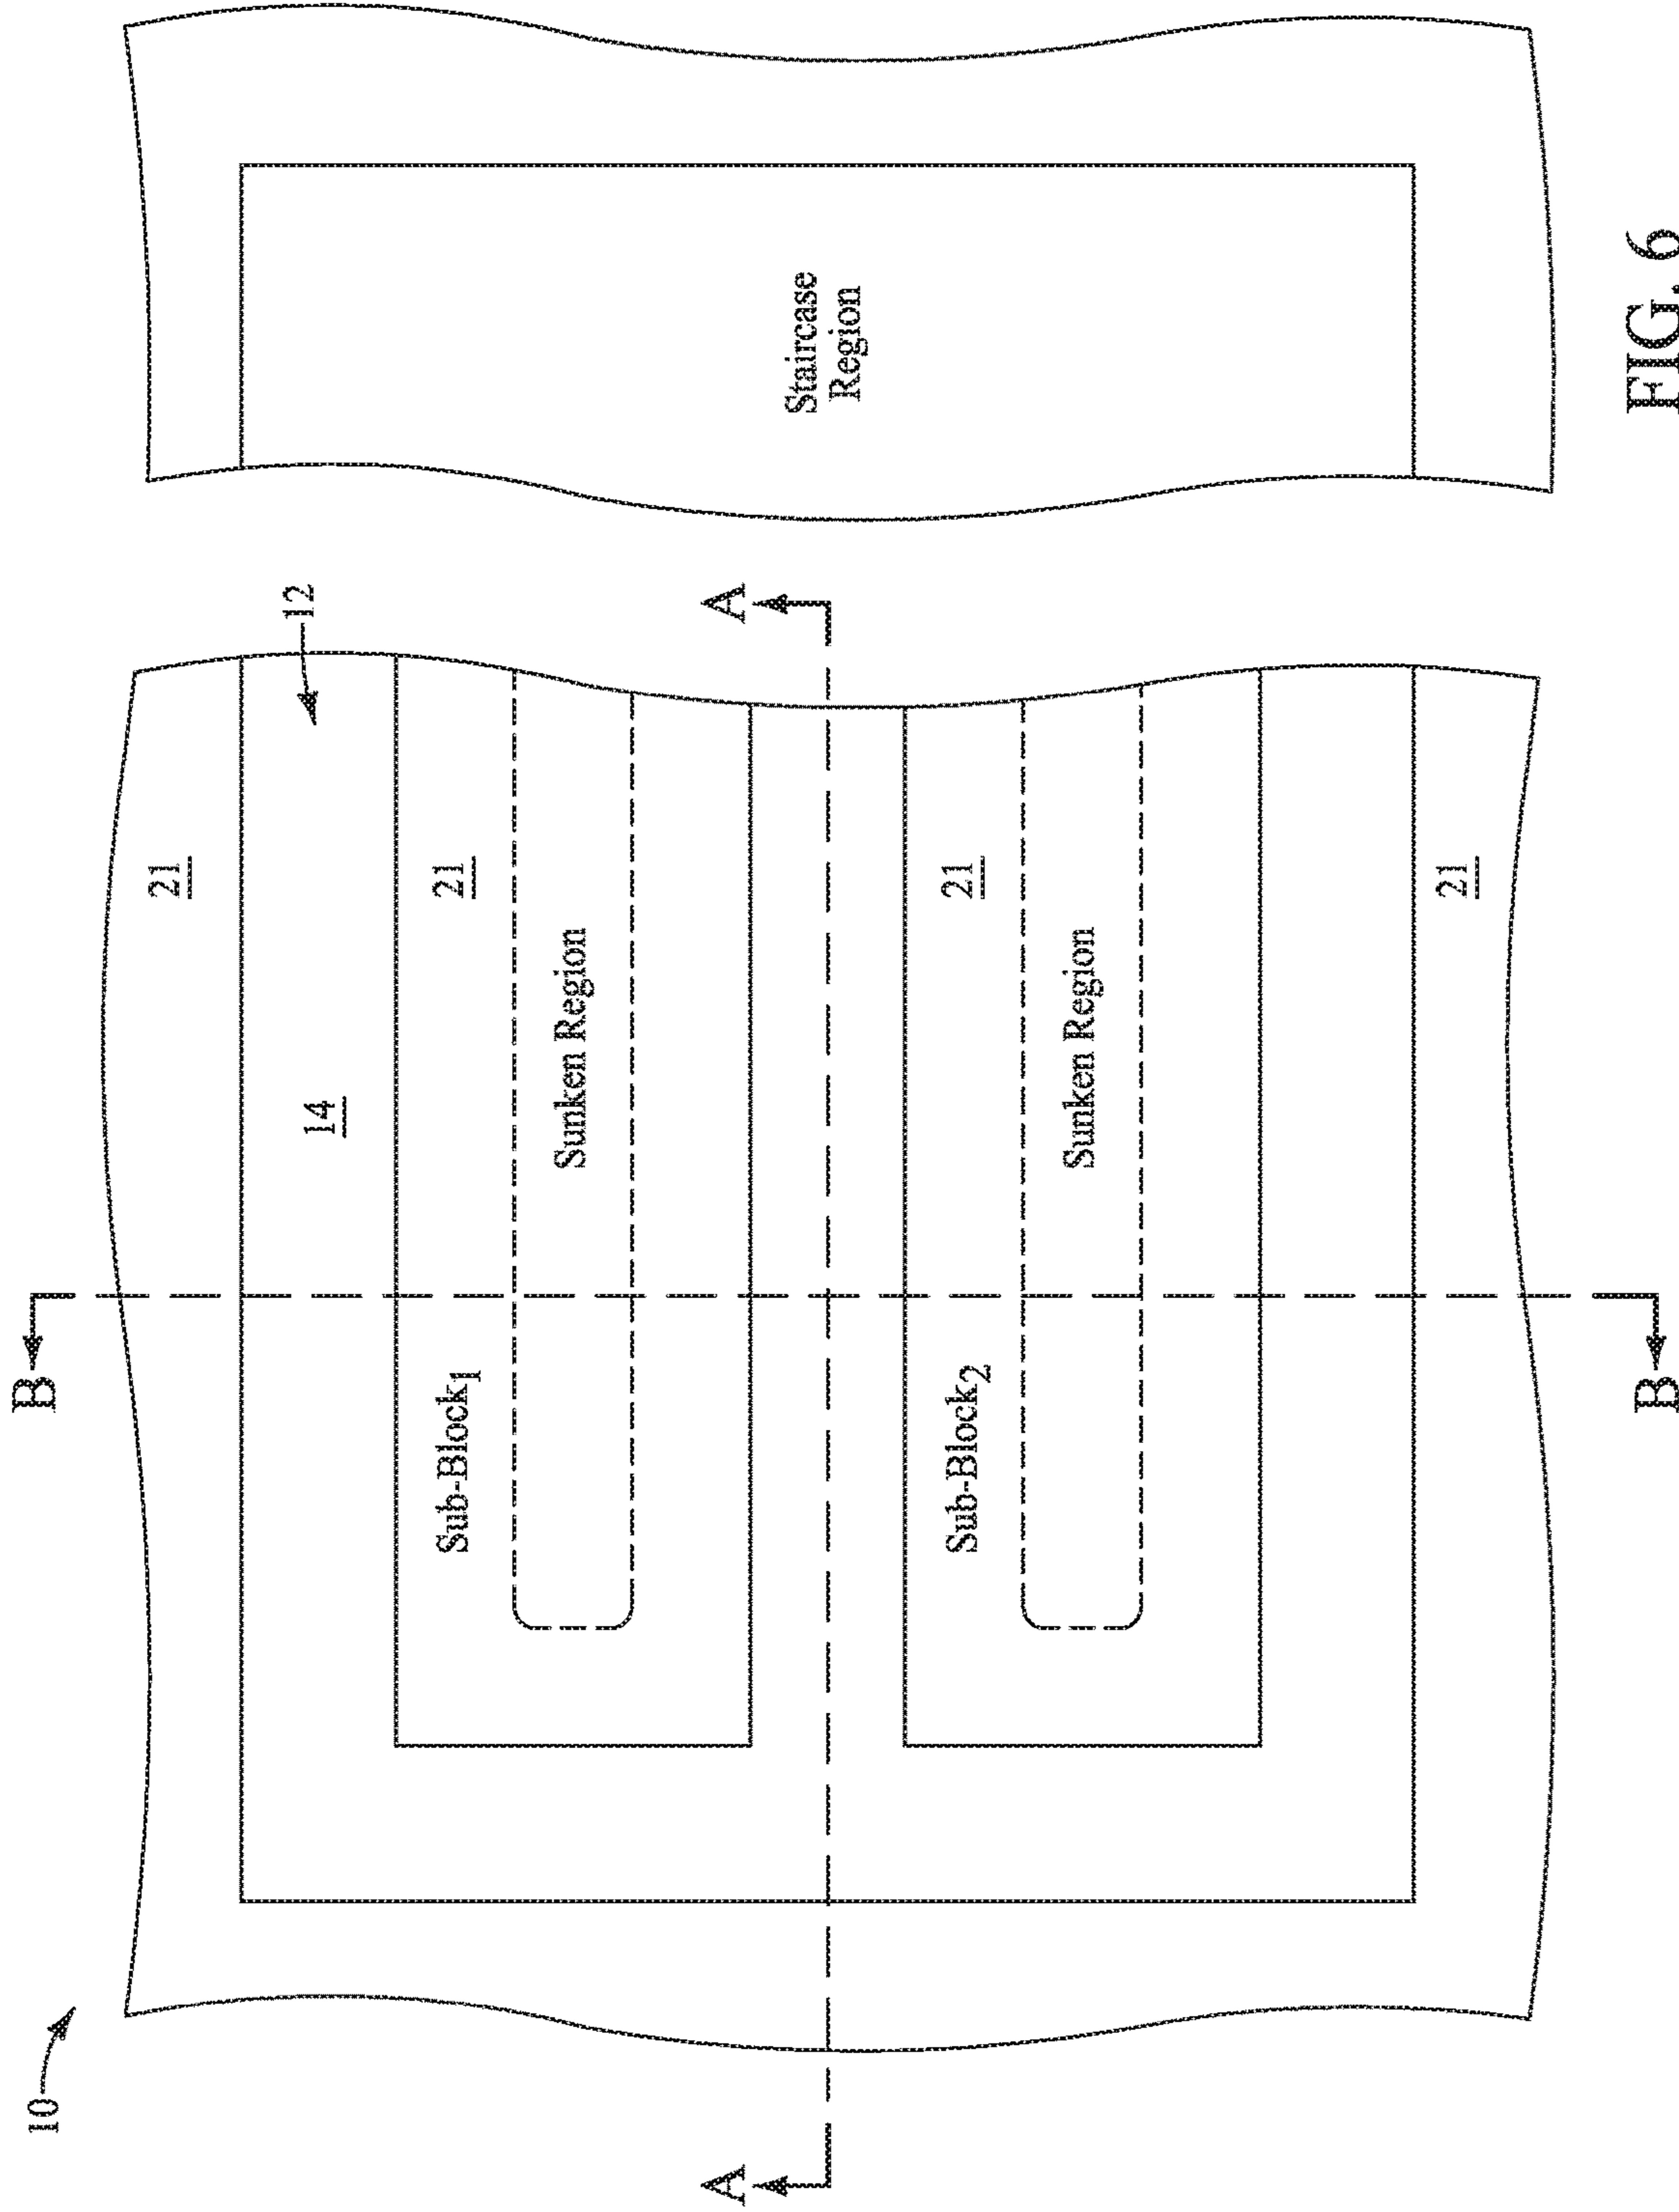 10
B
A
A
12
21
14
21
Sub-Block1
Sunken Region
Staircase
Region
21
Sub-Block2
Sunken Region
21
B
FIG. 6